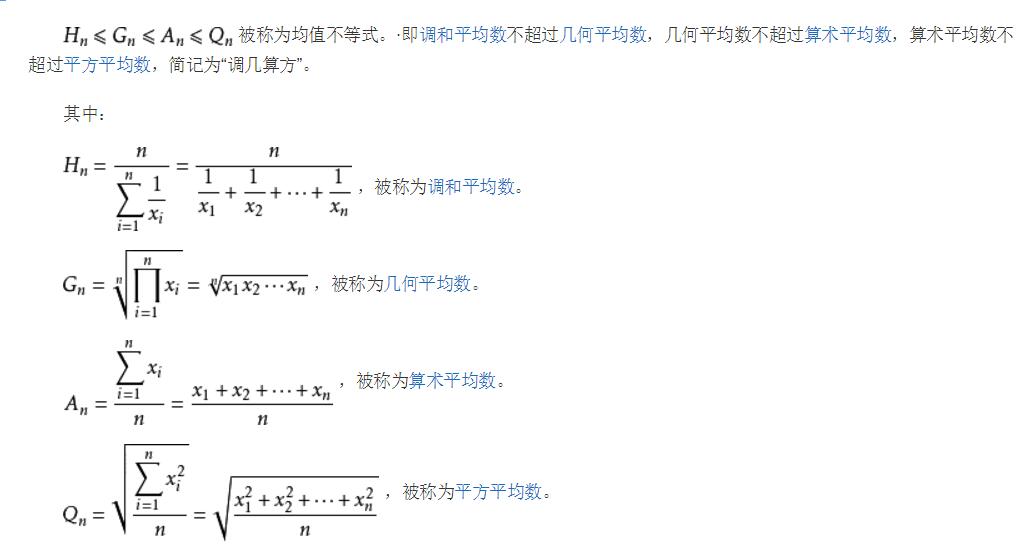 Hₙ ⩽ Gₙ ⩽ Aₙ ⩽ Qₙ 被称为均值不等式。·即调和平均数不超过几何平均数，几何平均数不超过算术平均数，算术平均数不
超过平方平均数，简记为“调几算方”。
其中：
$H_n = \frac{n}{\sum_{i=1}^{n} \frac{1}{x_i}} = \frac{n}{\frac{1}{x_1} + \frac{1}{x_2} + \cdots + \frac{1}{x_n}}$，被称为调和平均数。
$G_n = \sqrt[n]{\prod_{i=1}^{n} x_i} = \sqrt[n]{x_1 x_2 \cdots x_n}$，被称为几何平均数。
$A_n = \frac{\sum_{i=1}^{n} x_i}{n} = \frac{x_1 + x_2 + \cdots + x_n}{n}$，被称为算术平均数。
$Q_n = \sqrt{\frac{\sum_{i=1}^{n} x_i^2}{n}} = \sqrt{\frac{x_1^2 + x_2^2 + \cdots + x_n^2}{n}}$，被称为平方平均数。